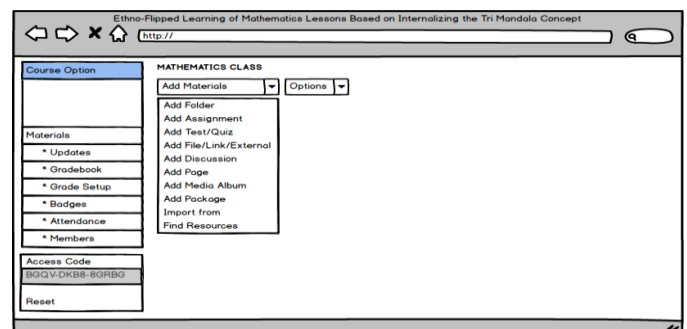 Ethno-Flipped Learning of Mathematics Lessons Based on Internalizing the Tri Mandala Concept
http://
Course Option
Materials
* Updates
* Gradebook
* Grade Setup
* Badges
* Attendance
* Members
Access Code
BGQV-DKB8-8GRBG
Reset
MATHEMATICS CLASS
Add Materials
Options
Add Folder
Add Assignment
Add Test/Quiz
Add File/Link/External
Add Discussion
Add Page
Add Media Album
Add Package
Import from
Find Resources